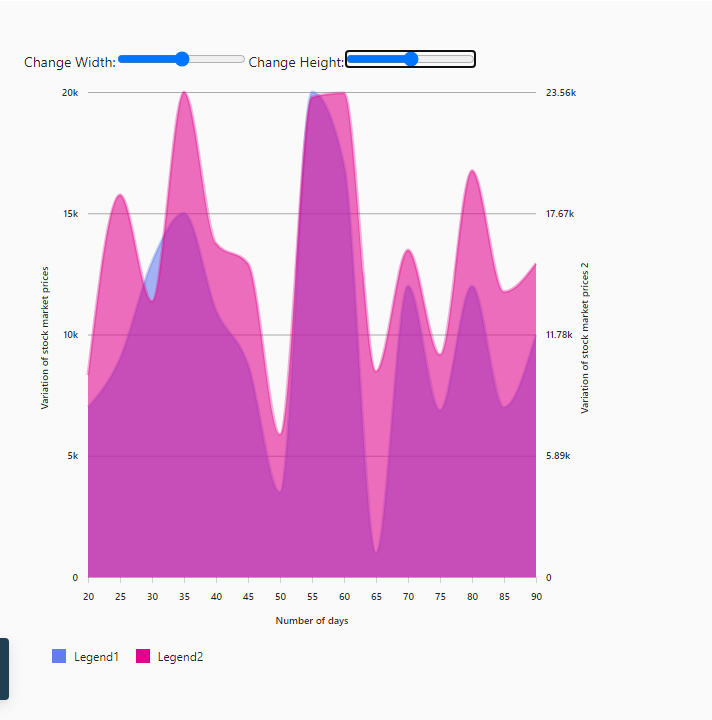 Change Width: Change Height:
20k
15k
10k
5k
0
Variation of stock market prices
23.56k
17.67k
11.78k
5.89k
0
Variation of stock market prices 2
20 25 30 35 40 45 50 55 60 65 70 75 80 85 90
Number of days
Legend1 Legend2